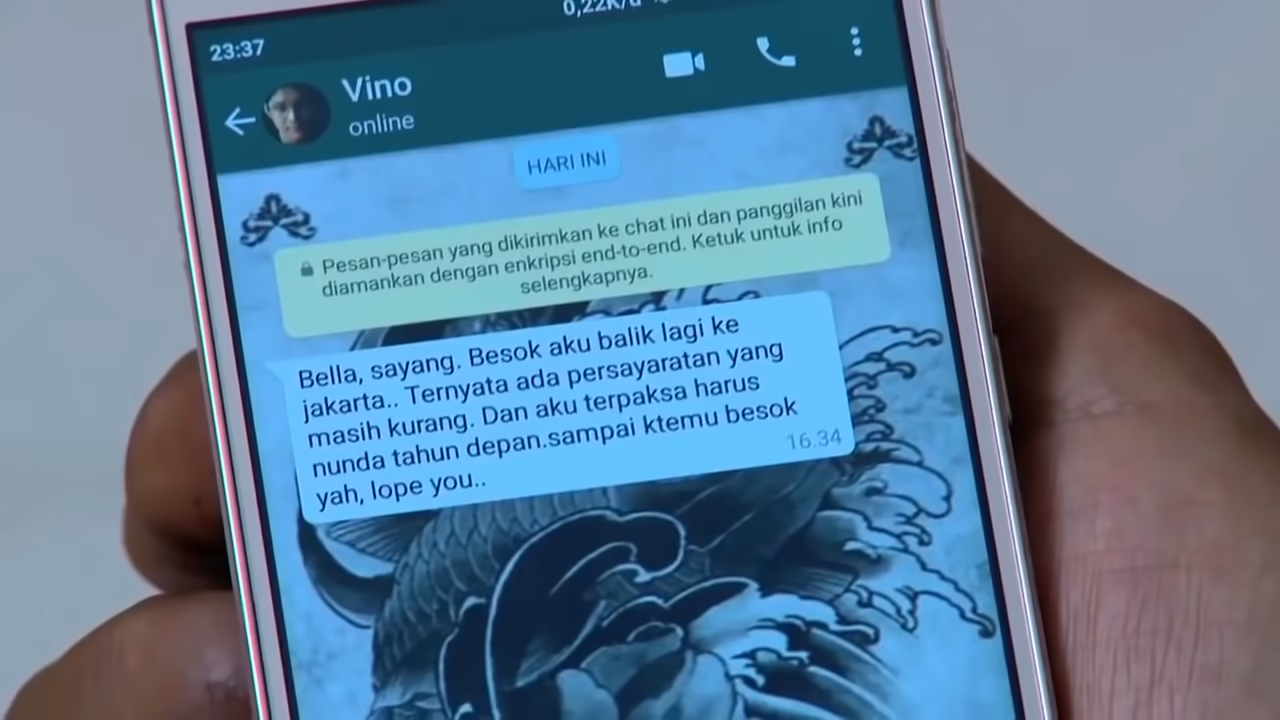 23:37
Vino
online
HARI INI
Pesan-pesan yang dikirimkan ke chat ini dan panggilan kini
diamankan dengan enkripsi end-to-end. Ketuk untuk info
selengkapnya.
Bella, sayang. Besok aku balik lagi ke
jakarta.. Ternyata ada persayaratan yang
masih kurang. Dan aku terpaksa harus
nunda tahun depan.sampai ktemu besok
yah, lope you..
16.34